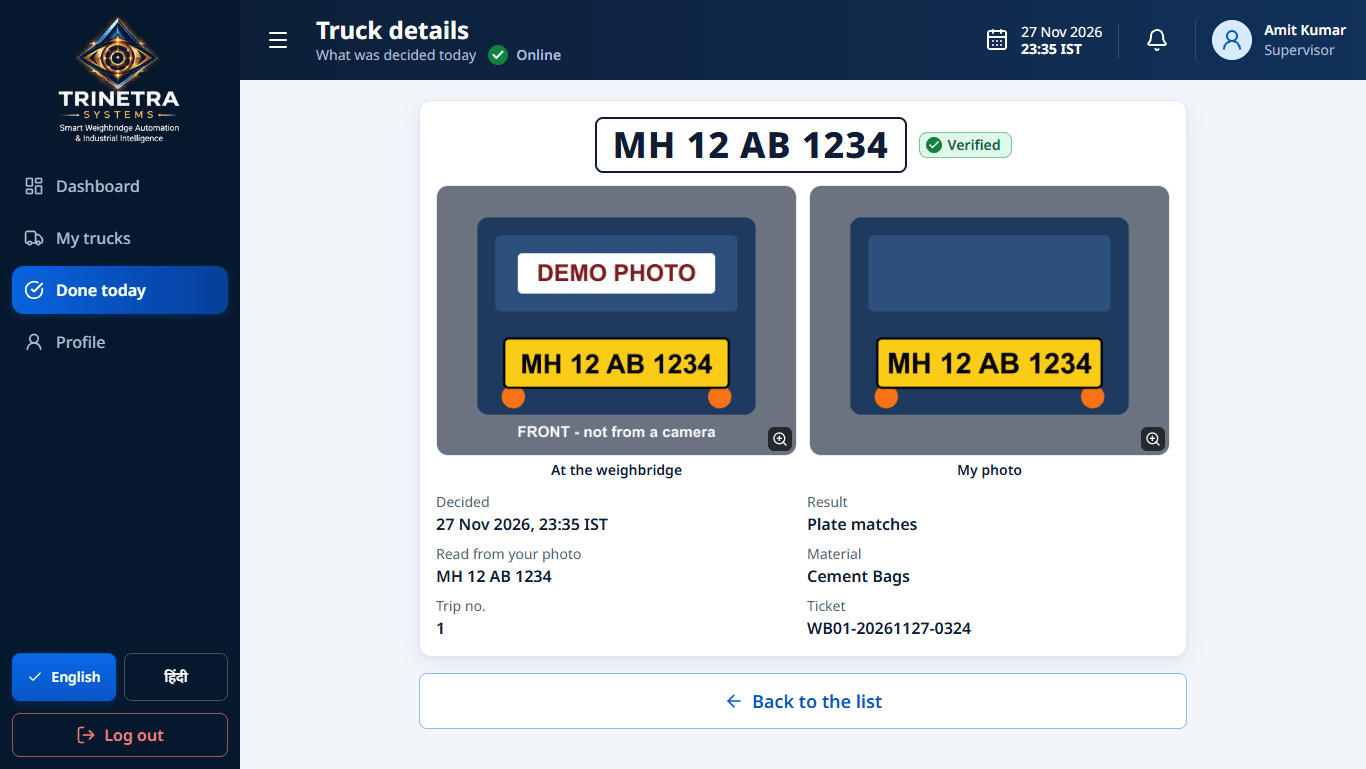 TRINETRA
SYSTEMS
Smart Weighbridge Automation
& Industrial Intelligence
Dashboard
My trucks
Done today
Profile
English
हिंदी
Log out
Truck details
What was decided today
Online
27 Nov 2026
23:35 IST
Amit Kumar
Supervisor
MH 12 AB 1234
Verified
DEMO PHOTO
MH 12 AB 1234
FRONT - not from a camera
At the weighbridge
MH 12 AB 1234
My photo
Decided
27 Nov 2026, 23:35 IST
Result
Plate matches
Read from your photo
MH 12 AB 1234
Material
Cement Bags
Trip no.
1
Ticket
WB01-20261127-0324
Back to the list